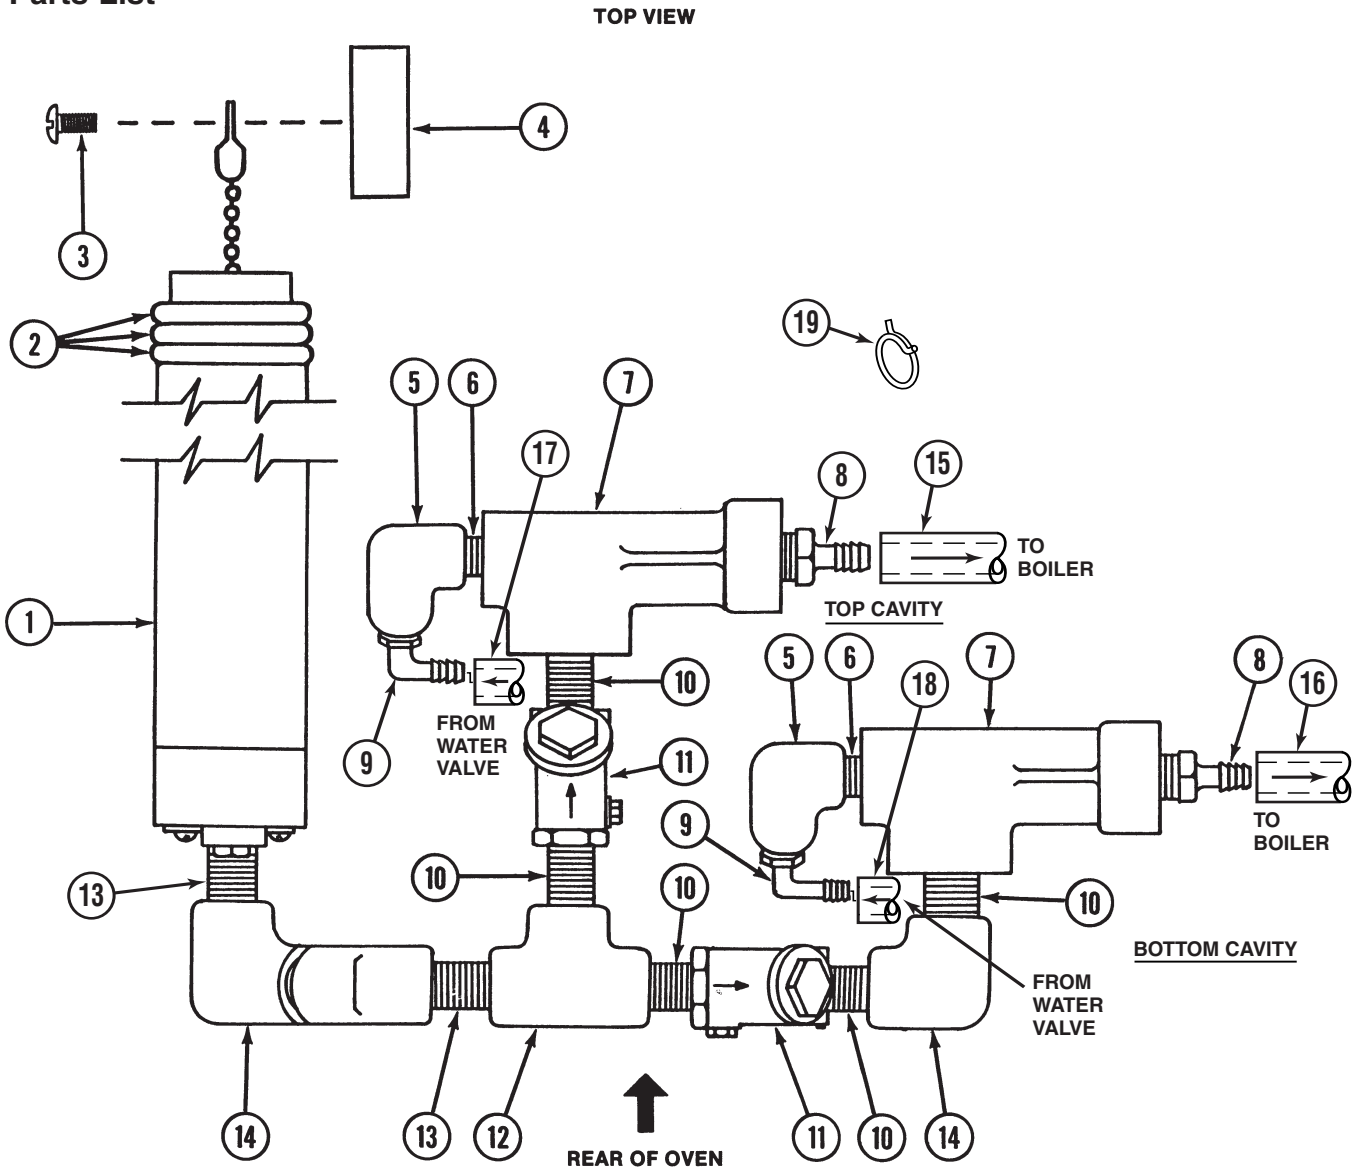 Parts List
TOP VIEW
4
3
2
19
5
6
7
17
8
15
TO
BOILER
1
TOP CAVITY
5
6
7
8
10
18
16
FROM
WATER
VALVE
9
11
9
TO
BOILER
13
10
10
10
BOTTOM CAVITY
FROM
WATER
VALVE
14
13
12
11
10
14
REAR OF OVEN